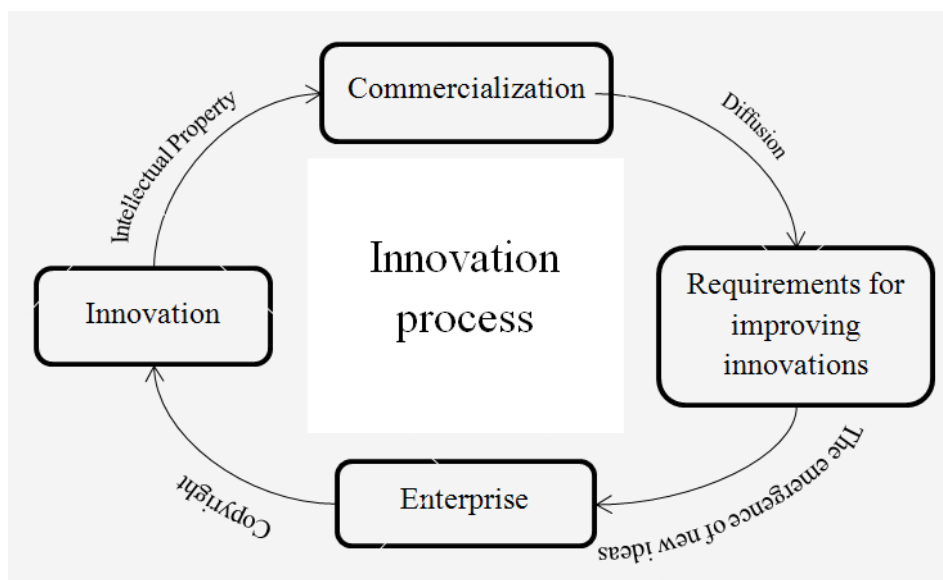 Commercialization
Intellectual Property
Diffusion
Innovation
process
Innovation
Requirements for
improving
innovations
Enterprise
Copyright
The emergence of new ideas